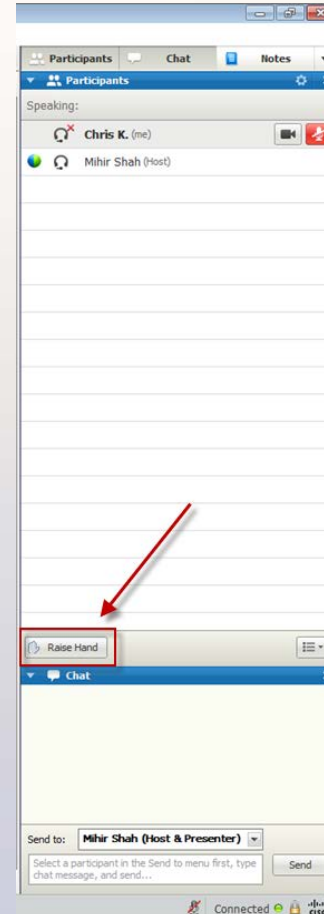 Participants Chat Notes
Participants
Speaking:
Chris K. (me)
Mihir Shah (Host)
Raise Hand
Chat
Send to: Mihir Shah (Host & Presenter)
Select a participant in the Send to menu first, type
chat message, and send...
Send
Connected